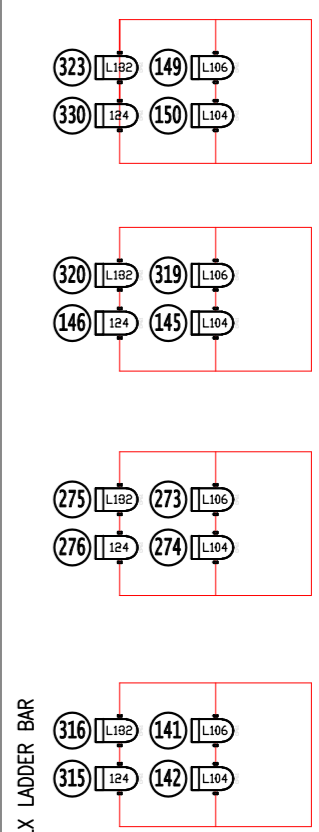 323 L132 149 L106
330 124 150 L104
320 L132 319 L106
146 124 145 L104
275 L132 273 L106
276 124 274 L104
316 L132 141 L106
315 124 142 L104
LADDER BAR